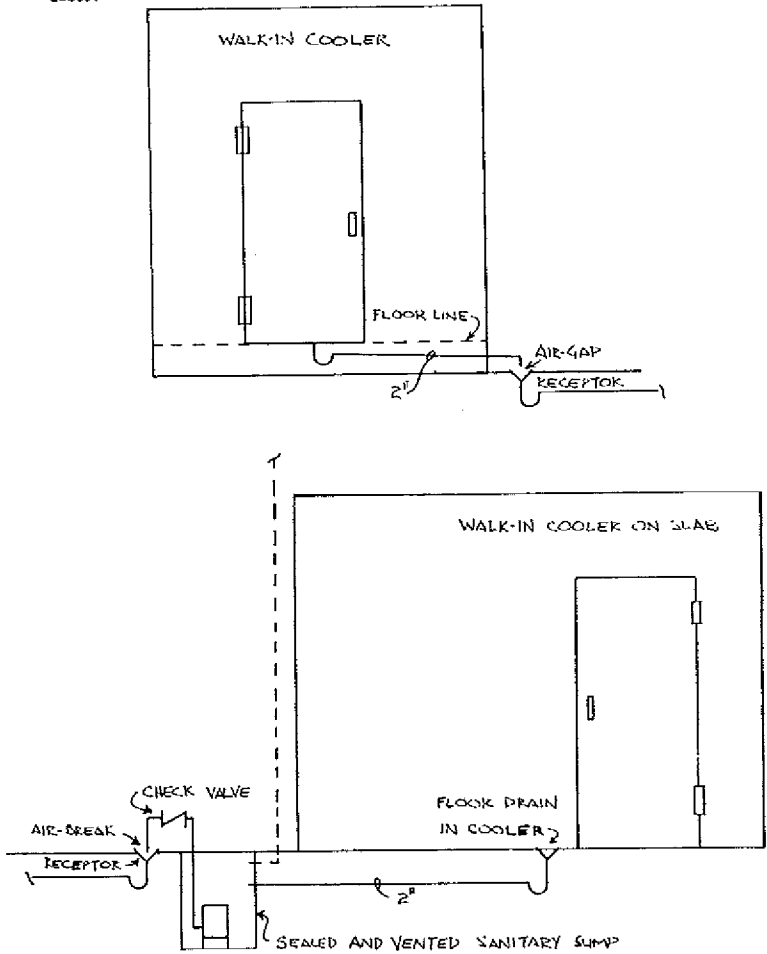 WALK-IN COOLER
FLOOR LINE
AIR-GAP
2"
RECEPTOR
WALK-IN COOLER ON SLAB
CHECK VALVE
FLOOR DRAIN
AIR-BREAK
IN COOLER
RECEPTOR
2"
SEALED AND VENTED SANITARY SUMP